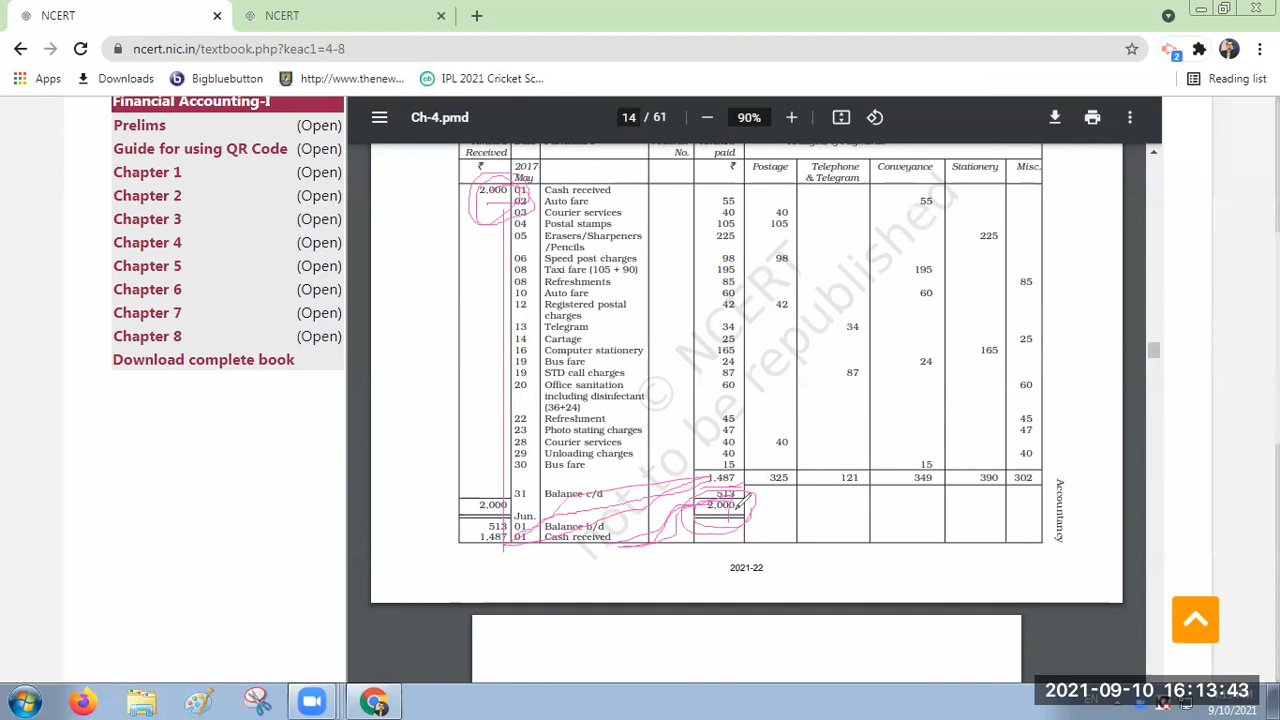 NCERT
NCERT
ncert.nic.in/textbook.php?keac1=4-8
2
Apps Downloads Bigbluebutton http://www.thenew... IPL 2021 Cricket Sc... Reading list
Financial Accounting-I
Prelims (Open)
Guide for using QR Code (Open)
Chapter 1 (Open)
Chapter 2 (Open)
Chapter 3 (Open)
Chapter 4 (Open)
Chapter 5 (Open)
Chapter 6 (Open)
Chapter 7 (Open)
Chapter 8 (Open)
Download complete book
Ch-4.pmd 14 / 61 90%
Received No. paid
₹ 2017 ₹ Postage Telephone Conveyance Stationery Misc.
May & Telegram
2,000 01 Cash received
02 Auto fare 55 55
03 Courier services 40 40
04 Postal stamps 105 105
05 Erasers/Sharpeners 225 225
/Pencils
06 Speed post charges 98 98
08 Taxi fare (105 + 90) 195 195
08 Refreshments 85 85
10 Auto fare 60 60
12 Registered postal 42 42
charges
13 Telegram 34 34
14 Cartage 25 25
16 Computer stationery 165 165
19 Bus fare 24 24
19 STD call charges 87 87
20 Office sanitation 60 60
including disinfectant
(36+24)
22 Refreshment 45 45
23 Photo stating charges 47 47
28 Courier services 40 40
29 Unloading charges 40 40
30 Bus fare 15 15
1,487 325 121 349 390 302
31 Balance c/d 513
2,000 2,000
Jun.
513 01 Balance b/d
1,487 01 Cash received
© NCERT
not to be republished
Accountancy
2021-22
2021-09-10 16:13:43
EN
9/10/2021